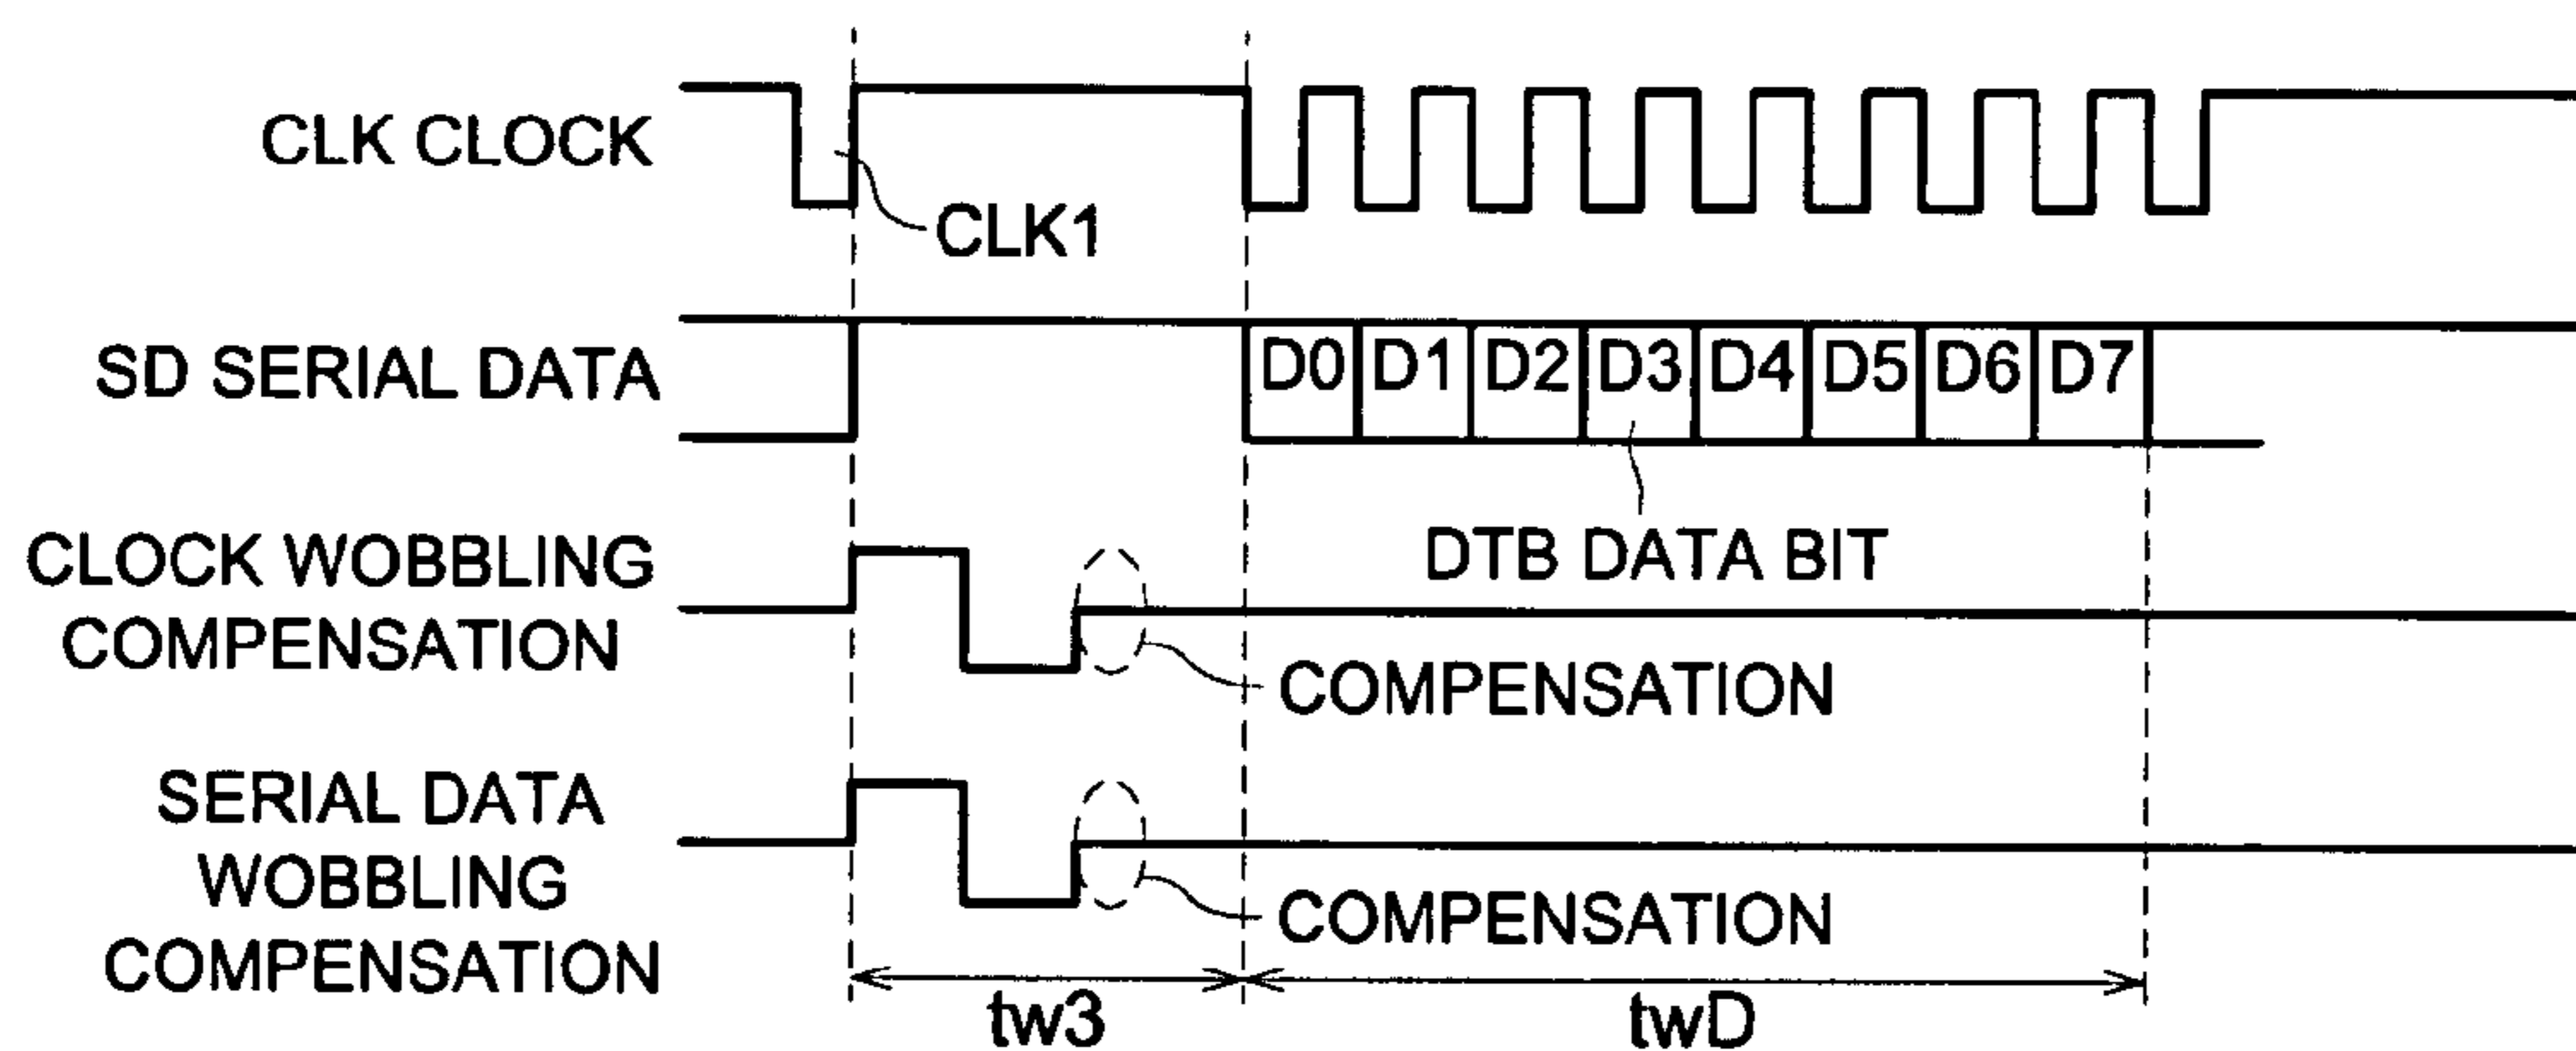 CLK CLOCK
CLK1
SD SERIAL DATA
D0 D1 D2 D3 D4 D5 D6 D7
DTB DATA BIT
CLOCK WOBBLING
COMPENSATION
COMPENSATION
SERIAL DATA
WOBBLING
COMPENSATION
COMPENSATION
tw3
twD